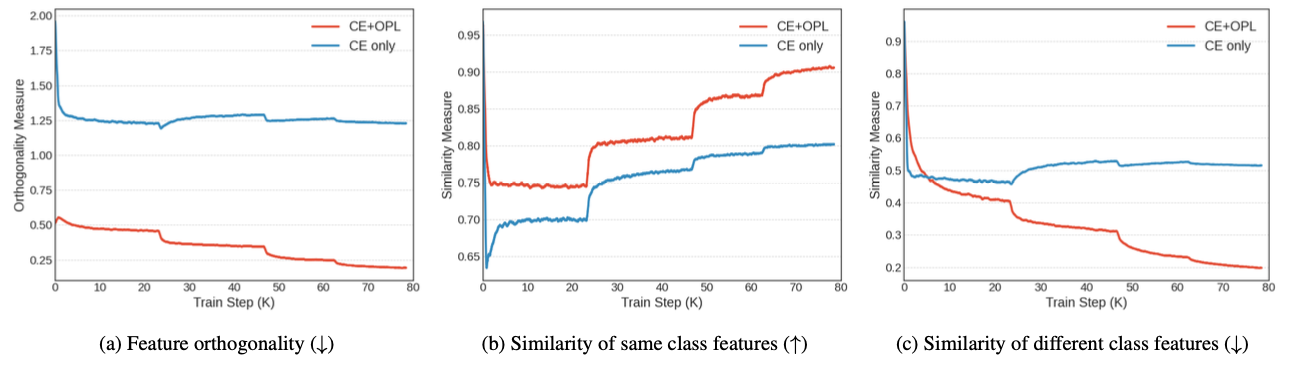 2.00
1.75
1.50
1.25
1.00
0.75
0.50
0.25
Orthogonality Measure
CE+OPL
CE only
0 10 20 30 40 50 60 70 80
Train Step (K)
(a) Feature orthogonality (↓)
0.95
0.90
0.85
0.80
0.75
0.70
0.65
Similarity Measure
CE+OPL
CE only
0 10 20 30 40 50 60 70 80
Train Step (K)
(b) Similarity of same class features (↑)
0.9
0.8
0.7
0.6
0.5
0.4
0.3
0.2
Similarity Measure
CE+OPL
CE only
0 10 20 30 40 50 60 70 80
Train Step (K)
(c) Similarity of different class features (↓)